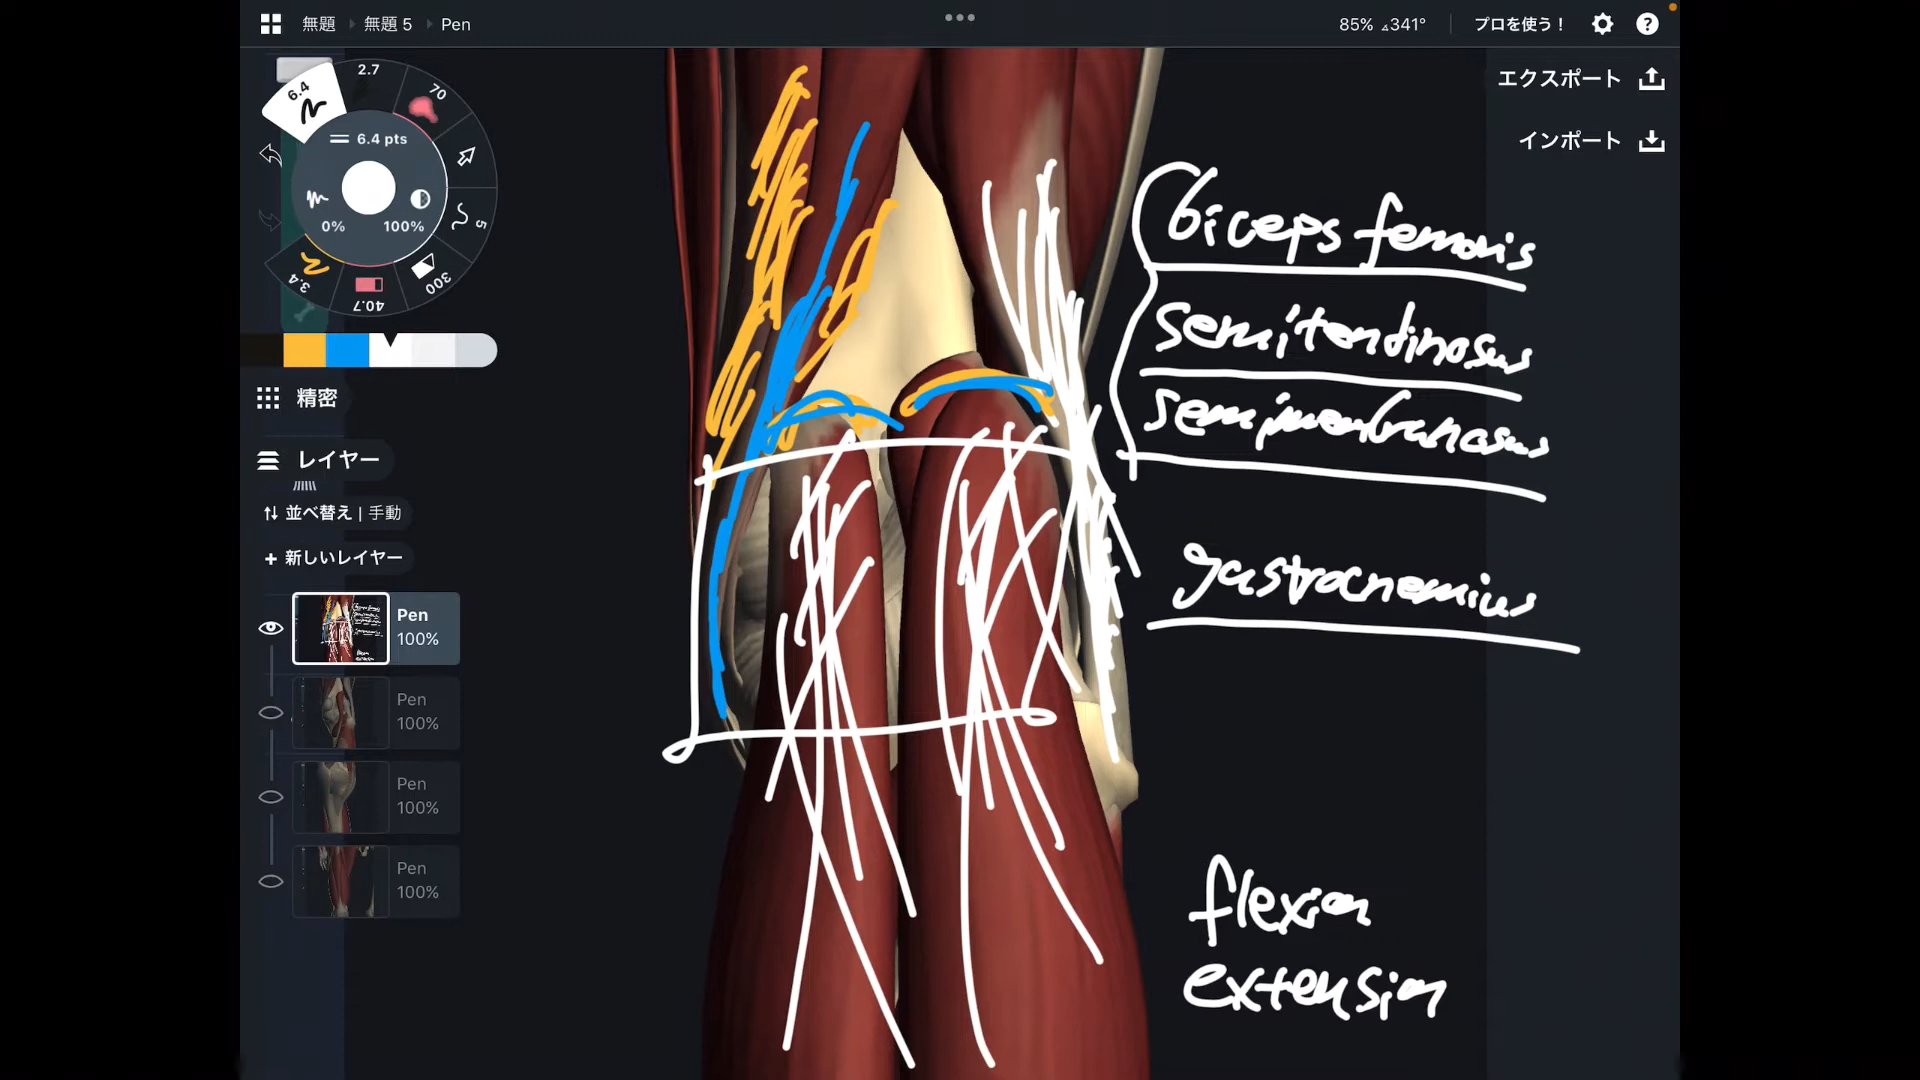 無題 無題 5 Pen
85% ⊿341°
プロを使う！
エクスポート
インポート
2.7
6.4
70
6.4 pts
5
0% 100%
3.4
300
40.7
精密
レイヤー
並べ替え | 手動
+ 新しいレイヤー
Pen
100%
Pen
100%
Pen
100%
Pen
100%
biceps femoris
semitendinosus
semimembranosus
gastrocnemius
flexion
extension